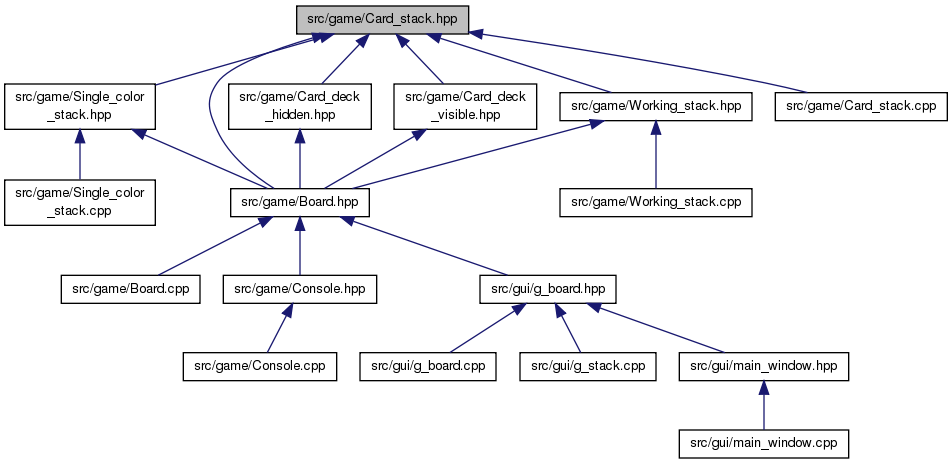 src/game/Card_stack.hpp
src/game/Single_color
_stack.hpp
src/game/Card_deck
_hidden.hpp
src/game/Card_deck
_visible.hpp
src/game/Working_stack.hpp
src/game/Card_stack.cpp
src/game/Single_color
_stack.cpp
src/game/Board.hpp
src/game/Working_stack.cpp
src/game/Board.cpp
src/game/Console.hpp
src/gui/g_board.hpp
src/game/Console.cpp
src/gui/g_board.cpp
src/gui/g_stack.cpp
src/gui/main_window.hpp
src/gui/main_window.cpp